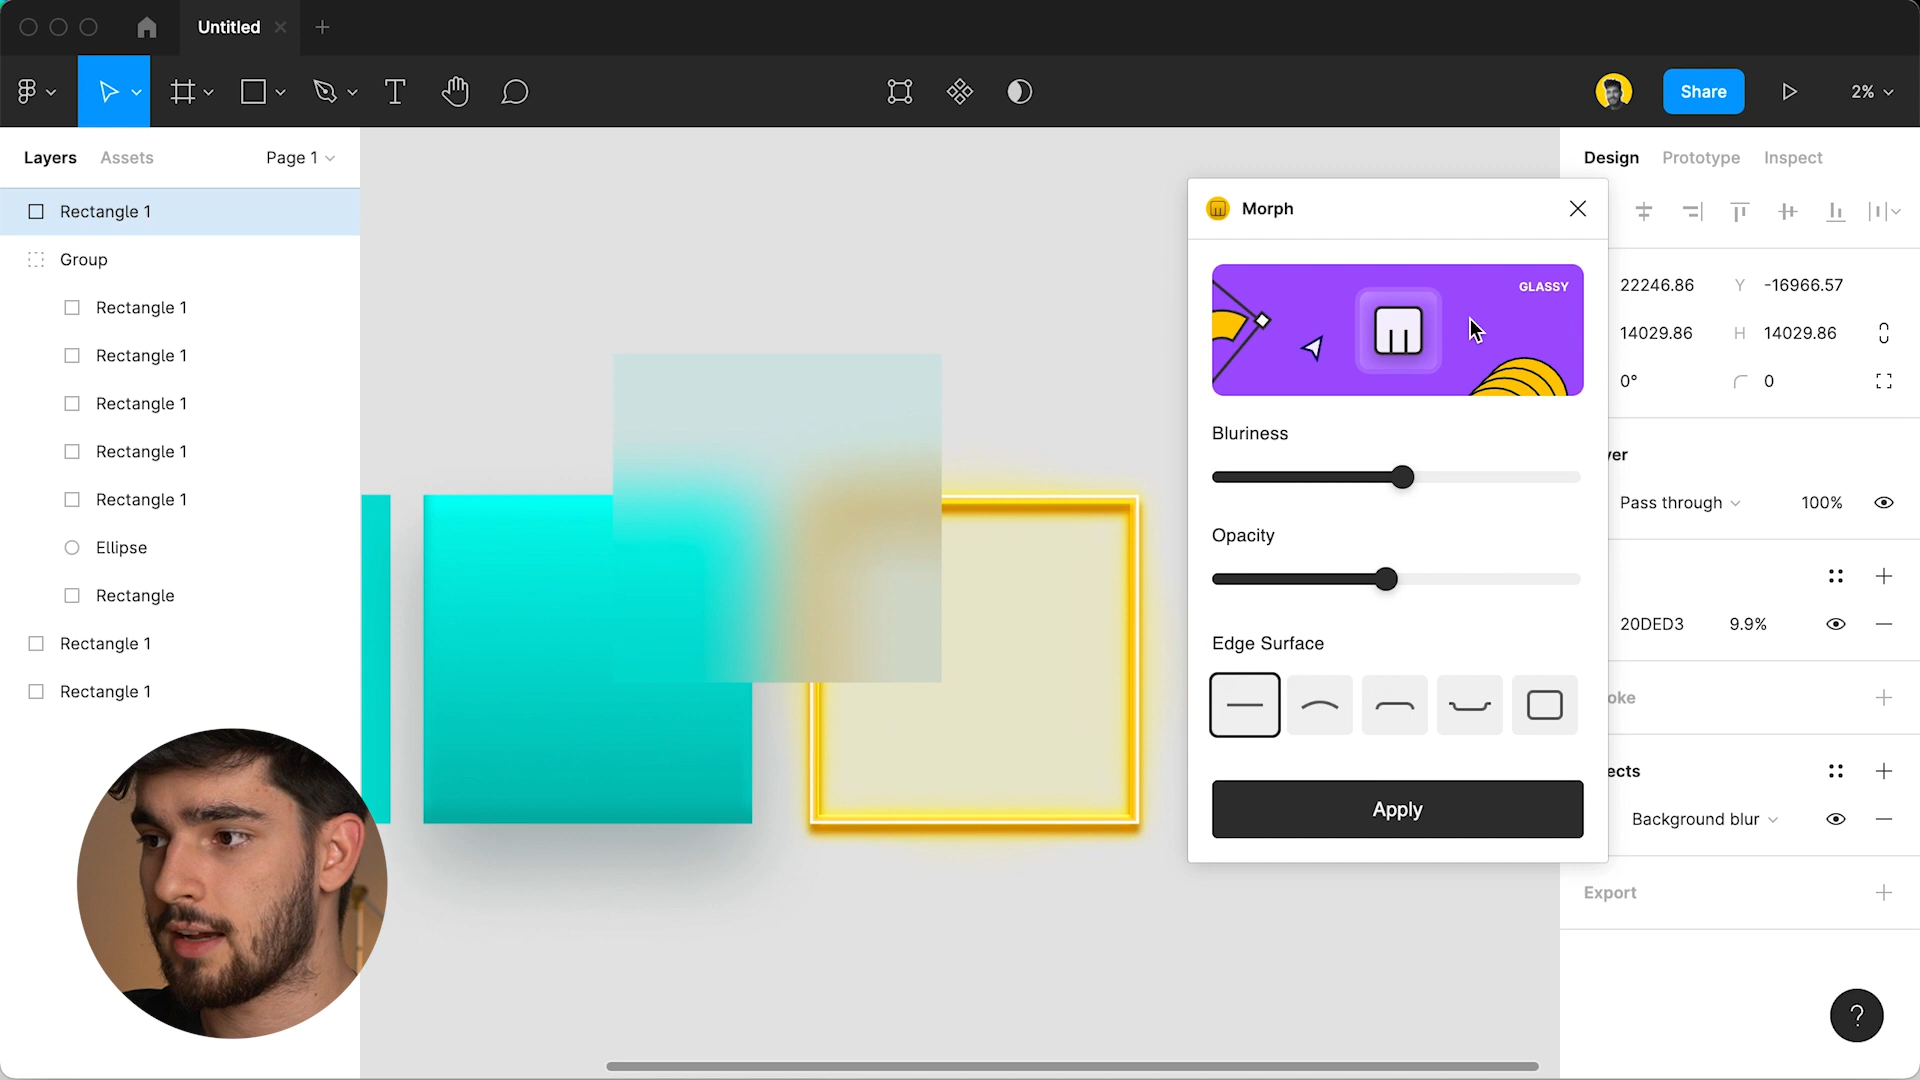 Untitled
Share
2%
Layers
Assets
Page 1
Design
Prototype
Inspect
Rectangle 1
Group
Rectangle 1
Rectangle 1
Rectangle 1
Rectangle 1
Rectangle 1
Ellipse
Rectangle
Rectangle 1
Rectangle 1
Morph
GLASSY
Bluriness
Opacity
Edge Surface
Apply
22246.86
Y -16966.57
14029.86
H 14029.86
0°
0
yer
Pass through
100%
20DED3
9.9%
oke
ects
Background blur
Export
?